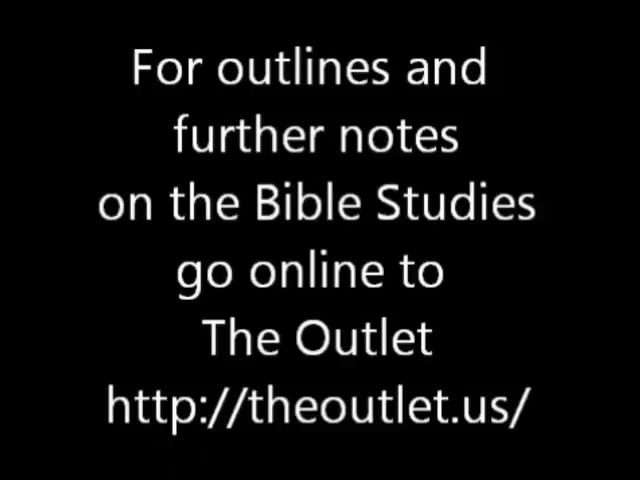 For outlines and
further notes
on the Bible Studies
go online to
The Outlet
http://theoutlet.us/